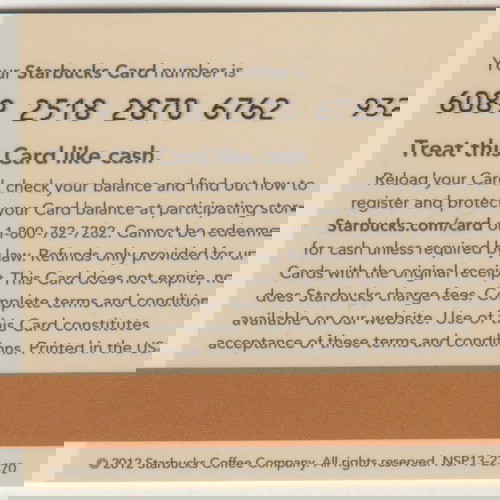 Your Starbucks Card number is
6089 2518 2870 6762 932
Treat this Card like cash.
Reload your Card, check your balance and find out how to
register and protect your Card balance at participating stor
Starbucks.com/card or
1-800-782-7282. Cannot be redeeme
for cash unless required by law. Refunds only provided for un
Cards with the original receipt. This Card does not expire, no
does Starbucks charge fees. Complete terms and condition
available on our website. Use of this Card constitutes
acceptance of these terms and conditions. Printed in the US
© 2012 Starbucks Coffee Company. All rights reserved. NSP13-22
70